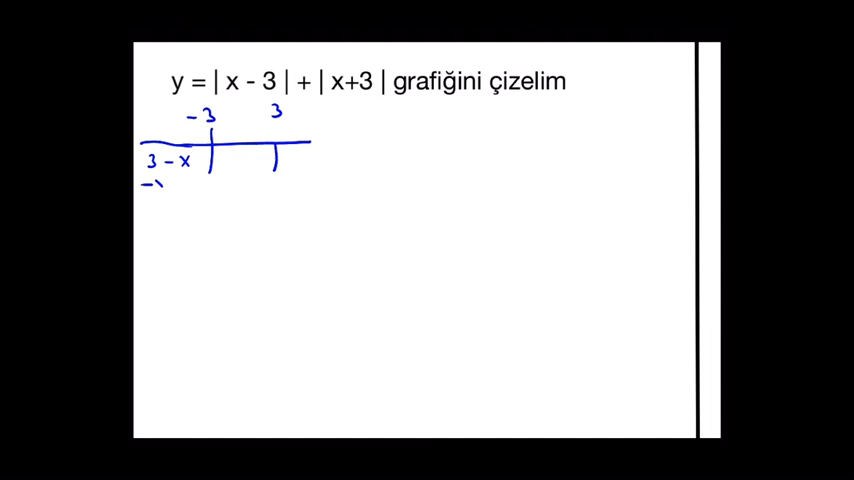 y = | x - 3 | + | x+3 | grafiğini çizelim
-3 3
3 - x